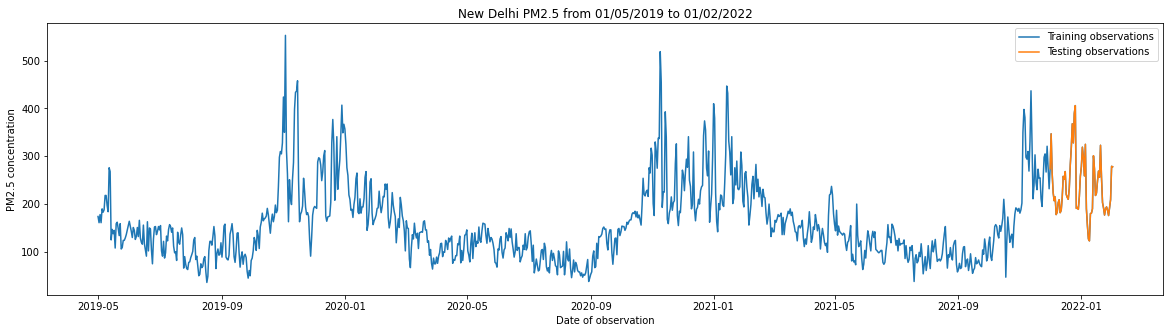 New Delhi PM2.5 from 01/05/2019 to 01/02/2022
Training observations
Testing observations
PM2.5 concentration
500
400
300
200
100
2019-05
2019-09
2020-01
2020-05
2020-09
2021-01
2021-05
2021-09
2022-01
Date of observation